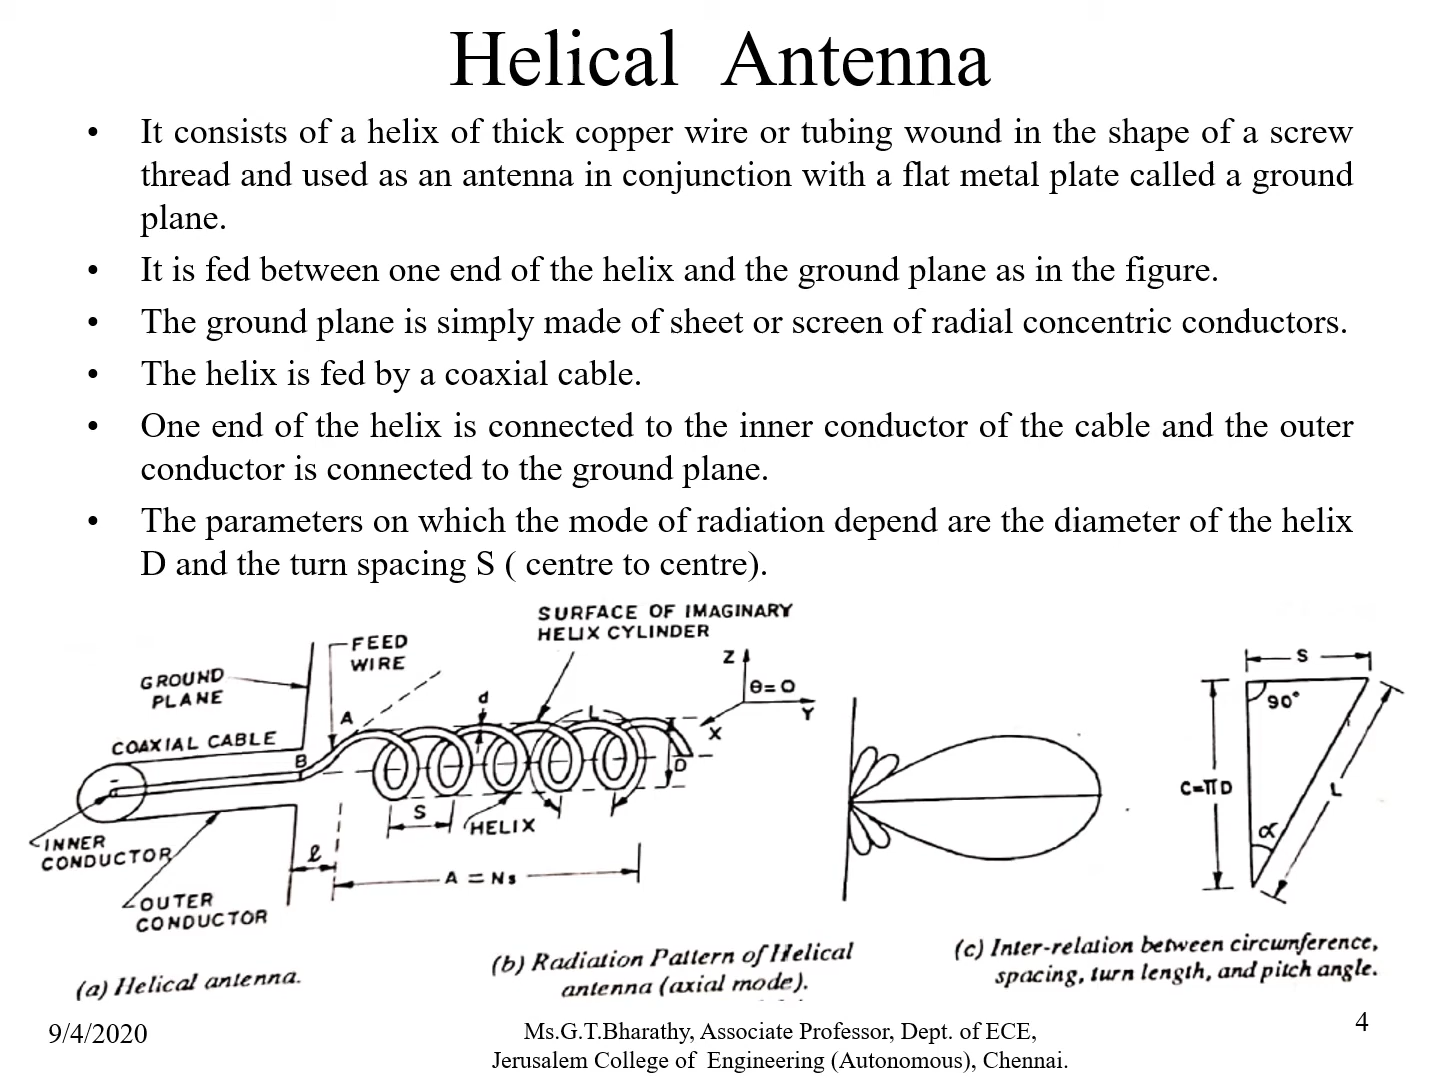 Helical Antenna
• It consists of a helix of thick copper wire or tubing wound in the shape of a screw
thread and used as an antenna in conjunction with a flat metal plate called a ground
plane.
• It is fed between one end of the helix and the ground plane as in the figure.
• The ground plane is simply made of sheet or screen of radial concentric conductors.
• The helix is fed by a coaxial cable.
• One end of the helix is connected to the inner conductor of the cable and the outer
conductor is connected to the ground plane.
• The parameters on which the mode of radiation depend are the diameter of the helix
D and the turn spacing S ( centre to centre).
SURFACE OF IMAGINARY
HELIX CYLINDER
FEED
WIRE
GROUND
PLANE
COAXIAL CABLE
A
B
d
L
D
Z
θ=0
Y
X
S
HELIX
INNER
CONDUCTOR
OUTER
CONDUCTOR
ℓ
A = Ns
S
90°
C=πD
L
α
(a) Helical antenna.
(b) Radiation Pattern of Helical
antenna (axial mode).
(c) Inter-relation between circumference,
spacing, turn length, and pitch angle.
9/4/2020
Ms.G.T.Bharathy, Associate Professor, Dept. of ECE,
Jerusalem College of Engineering (Autonomous), Chennai.
4